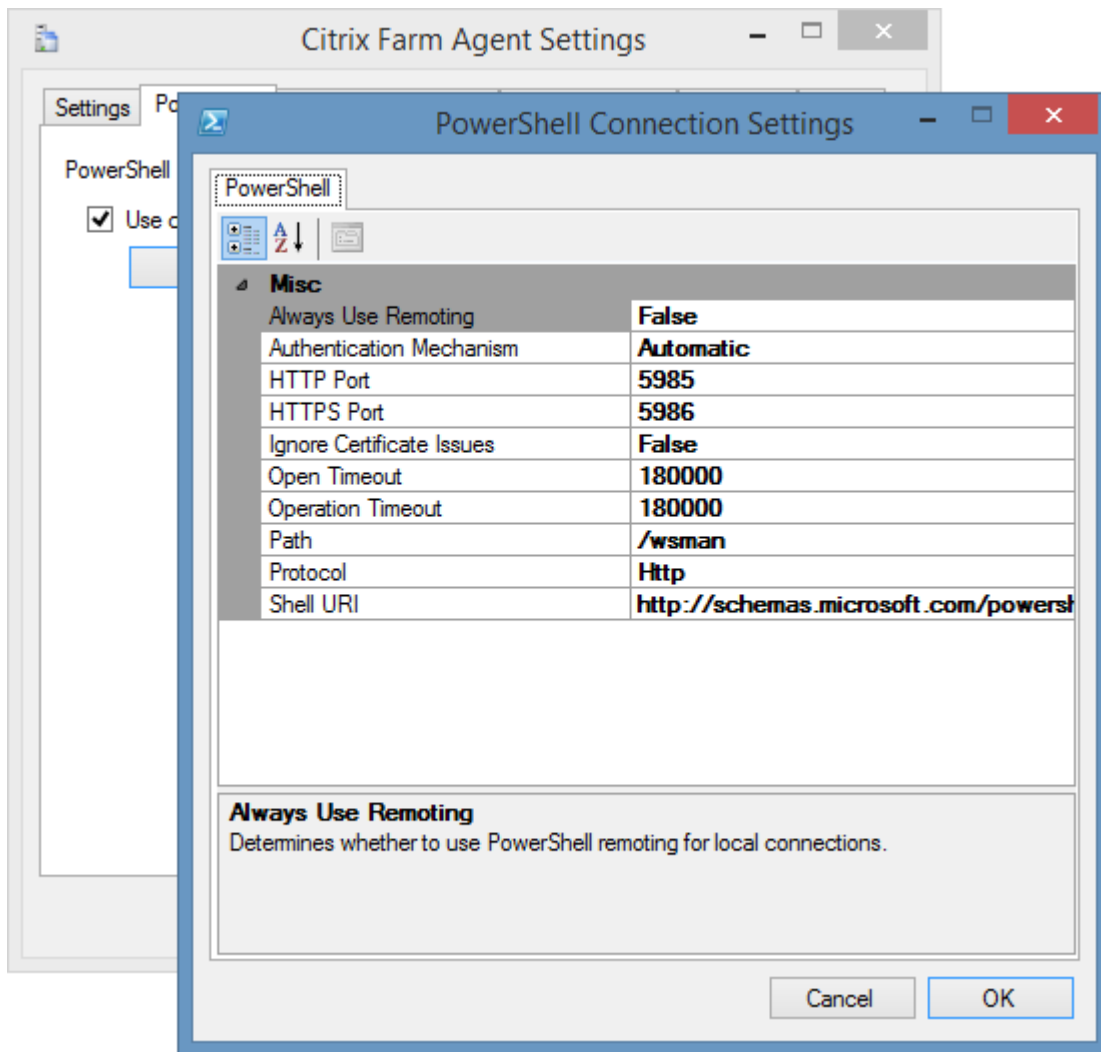 Citrix Farm Agent Settings
Settings
PowerShell Connection Settings
PowerShell
PowerShell
Use
Misc
Always Use Remoting False
Authentication Mechanism Automatic
HTTP Port 5985
HTTPS Port 5986
Ignore Certificate Issues False
Open Timeout 180000
Operation Timeout 180000
Path /wsman
Protocol Http
Shell URI http://schemas.microsoft.com/powersh
Always Use Remoting
Determines whether to use PowerShell remoting for local connections.
Cancel OK